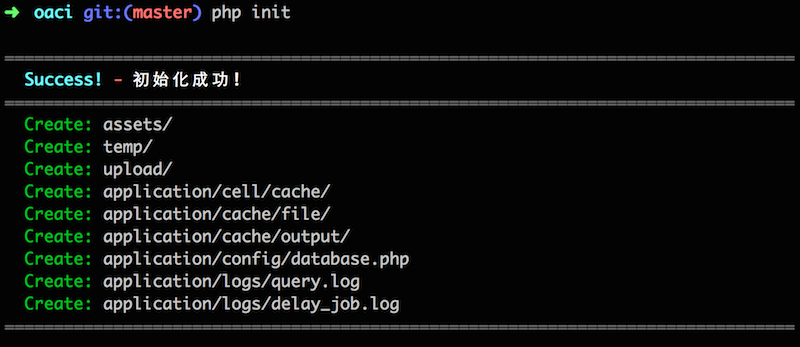 ➜ oaci git:(master) php init
Success! - 初始化成功!
Create: assets/
Create: temp/
Create: upload/
Create: application/cell/cache/
Create: application/cache/file/
Create: application/cache/output/
Create: application/config/database.php
Create: application/logs/query.log
Create: application/logs/delay_job.log